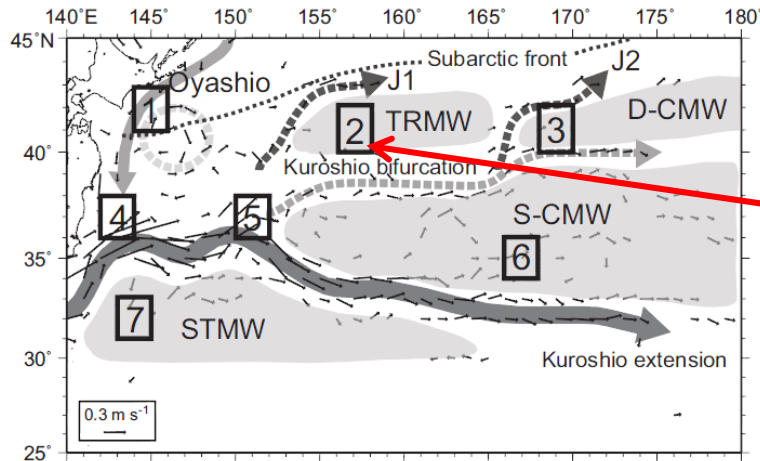 140˚ 145˚ 150˚ 155˚ 160˚ 165˚ 170˚ 175˚ 180˚
45˚N
Subarctic front
J2
Oyashio
J1
1
D-CMW
2
TRMW
3
40˚
Kuroshio bifurcation
4
5
S-CMW
35˚
6
7
STMW
30˚
Kuroshio extension
0.3 m s⁻¹
25˚